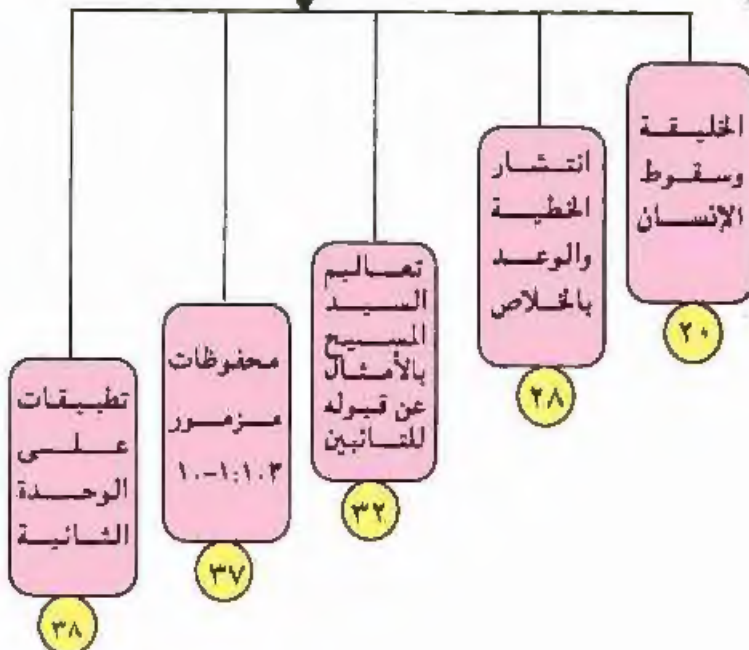 الخليقة
وسقوط
الإنسان
٢٠
انتشار
الخطية
والوعد
بالخلاص
٢٨
تعاليم
السيد
المسيح
بالأمثال
عن قبوله
للتائبين
٣٢
محفوظات
مزمور
١٠٣:١-١٠
٣٧
تطبيقات
على
الوحدة
الثانية
٣٨